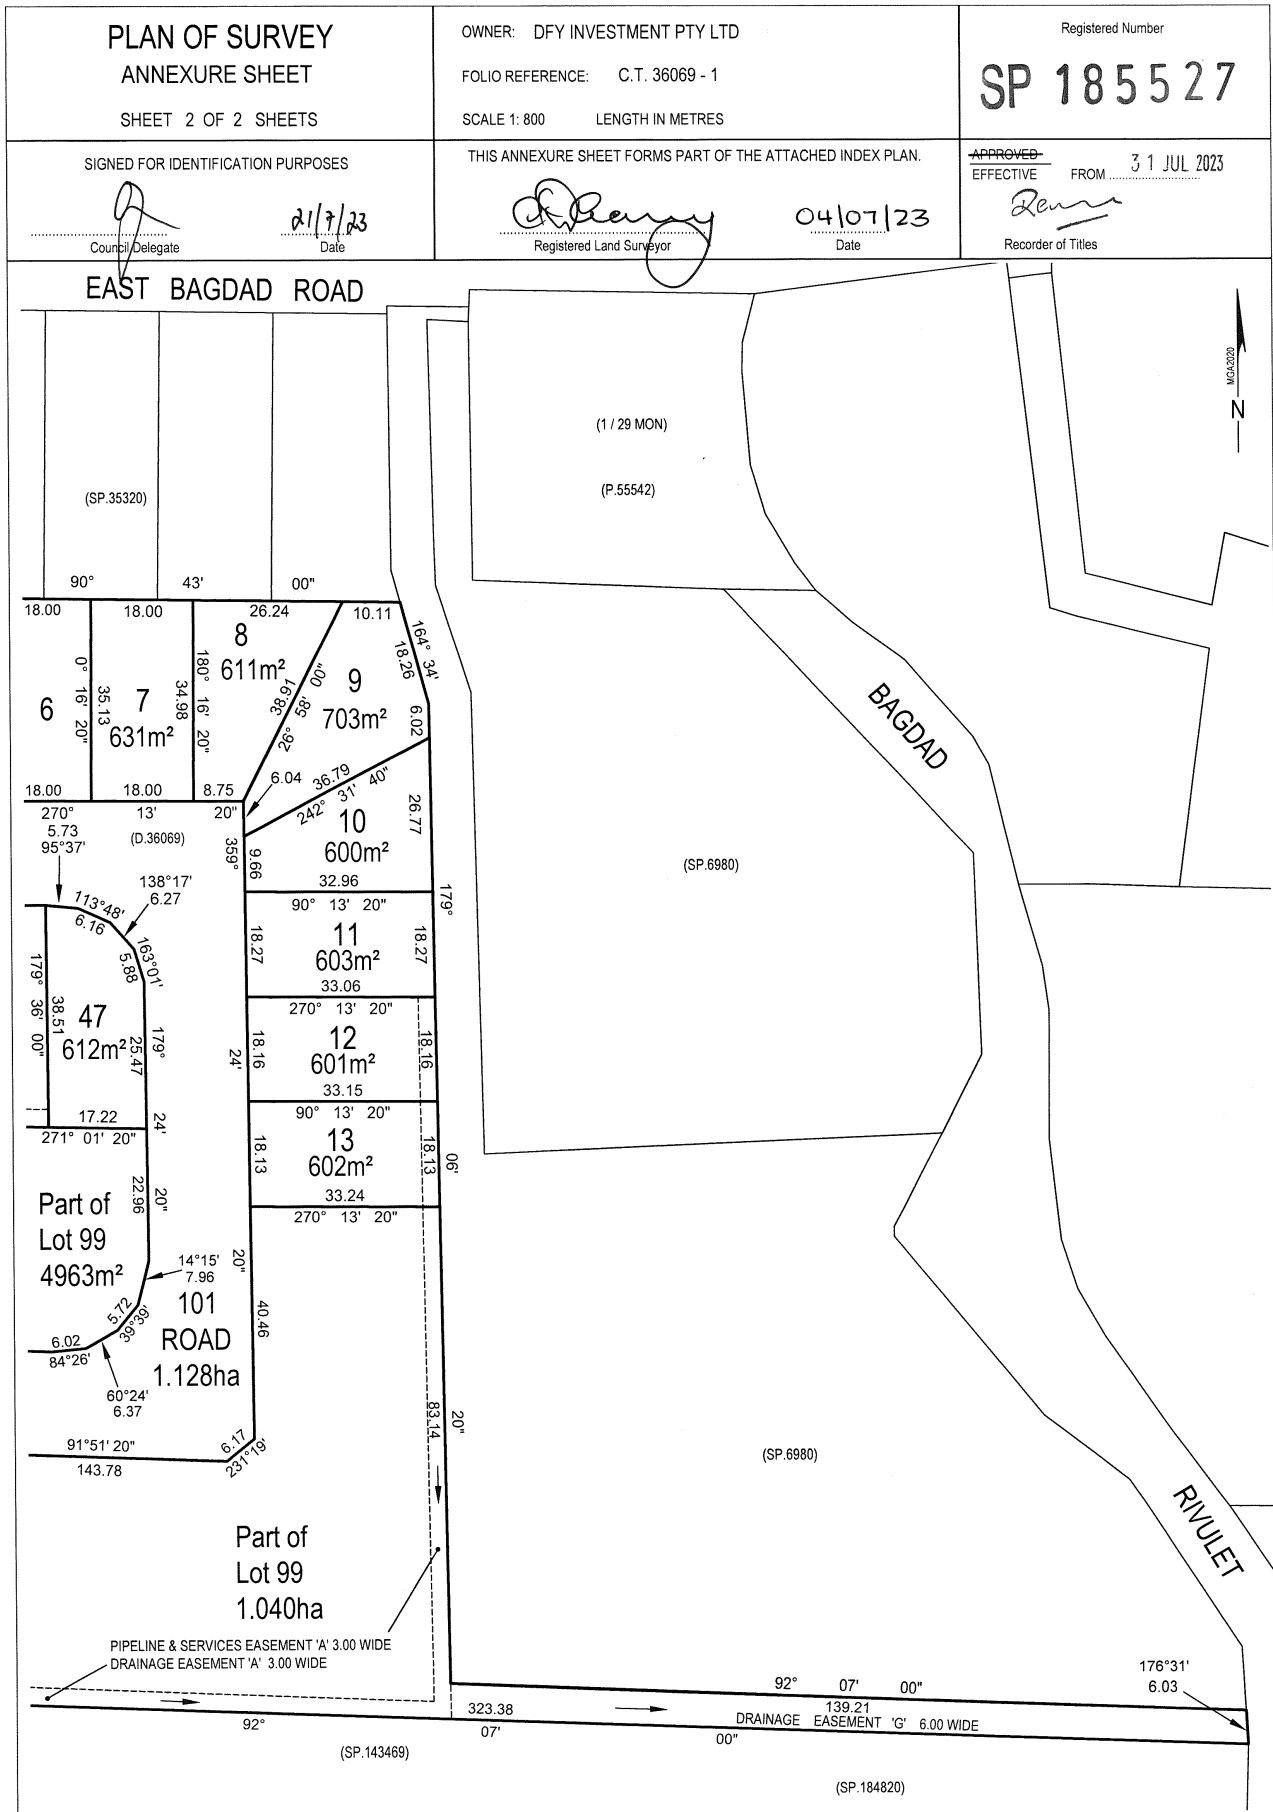 PLAN OF SURVEY
ANNEXURE SHEET
SHEET 2 OF 2 SHEETS
OWNER: DFY INVESTMENT PTY LTD
FOLIO REFERENCE: C.T. 36069 - 1
SCALE 1: 800 LENGTH IN METRES
Registered Number
SP 185527
SIGNED FOR IDENTIFICATION PURPOSES
21/7/23
Council Delegate Date
THIS ANNEXURE SHEET FORMS PART OF THE ATTACHED INDEX PLAN.
04/07/23
Registered Land Surveyor Date
APPROVED
EFFECTIVE FROM 31 JUL 2023
Recorder of Titles
EAST BAGDAD ROAD
MGA2020
N
(1 / 29 MON)
(P.55542)
(SP.35320)
90° 43' 00"
18.00 18.00 26.24 10.11
164° 34'
18.26
6
0° 16' 20"
35.13
7
631m²
34.98
180° 16' 20"
8
611m²
38.91
26° 58' 00"
9
703m²
6.02
6.04
36.79
242° 31' 40"
18.00 18.00 8.75
270° 13' 20"
(D.36069)
10
600m²
26.77
359°
9.66
32.96
90° 13' 20"
5.73
95°37'
138°17'
6.27
113°48'
6.16
163°01'
5.88
179°
11
603m²
18.27
18.27
33.06
270° 13' 20"
179° 36' 00"
38.51
47
612m²
25.47
179°
24'
18.16
12
601m²
18.16
33.15
90° 13' 20"
17.22
271° 01' 20"
24'
18.13
13
602m²
18.13
06'
33.24
270° 13' 20"
22.96
20"
Part of
Lot 99
4963m²
14°15'
7.96
20"
101
ROAD
1.128ha
40.46
5.72
39°39'
6.02
84°26'
60°24'
6.37
91°51' 20"
143.78
6.17
231°19'
83.14
20"
(SP.6980)
BAGDAD
(SP.6980)
RIVULET
Part of
Lot 99
1.040ha
PIPELINE & SERVICES EASEMENT 'A' 3.00 WIDE
DRAINAGE EASEMENT 'A' 3.00 WIDE
92° 07' 00"
139.21
176°31'
6.03
323.38
DRAINAGE EASEMENT 'G' 6.00 WIDE
92° 07' 00"
(SP.143469)
(SP.184820)